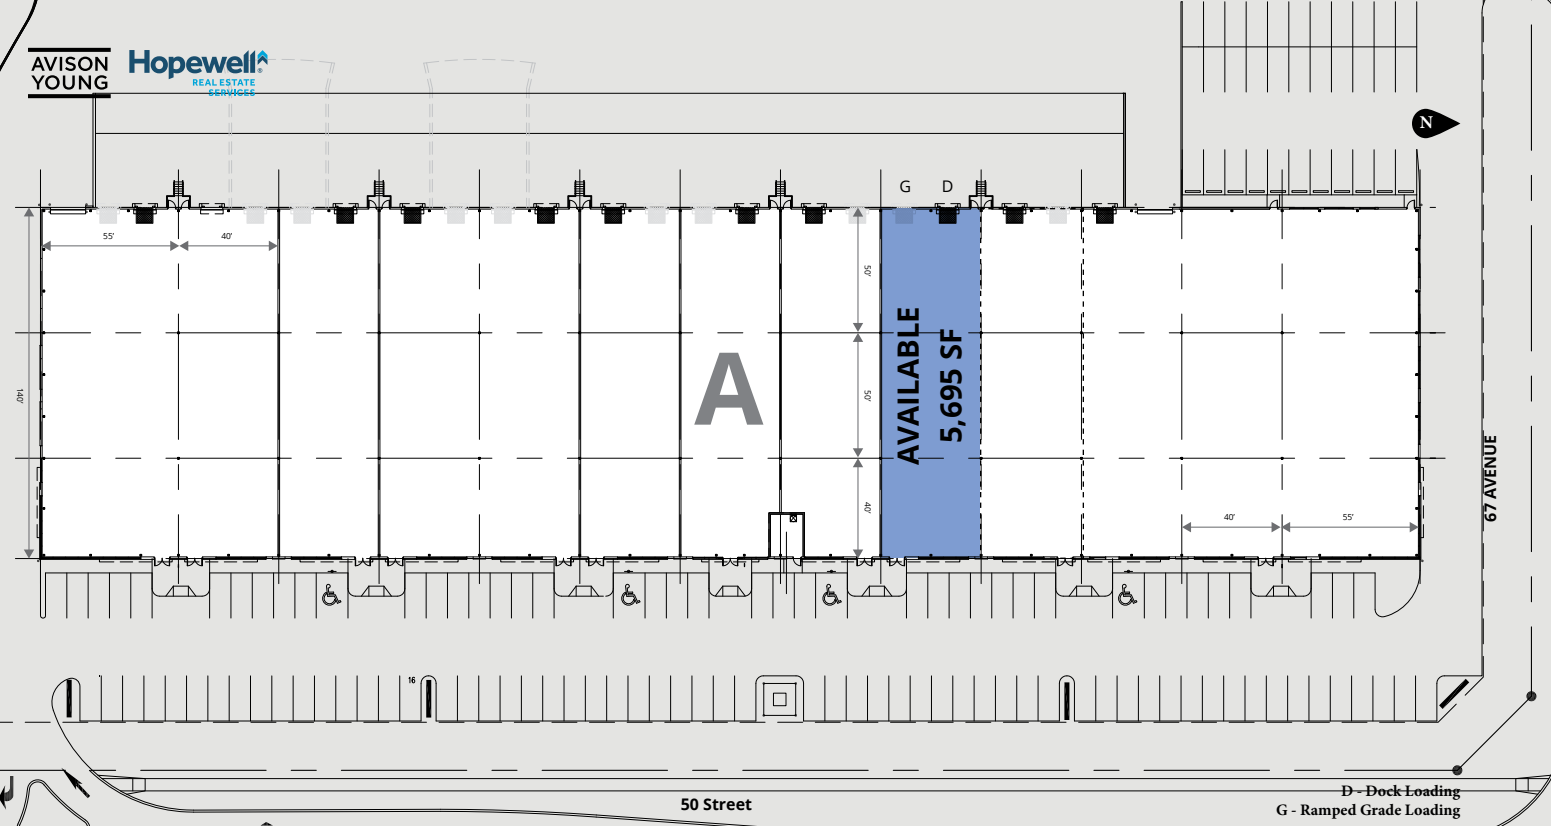 AVISON
YOUNG
Hopewell
REAL ESTATE
SERVICES
N
G D
55'
40'
50'
AVAILABLE
5,695 SF
A
140'
50'
67 AVENUE
40'
40'
55'
16
50 Street
D - Dock Loading
G - Ramped Grade Loading